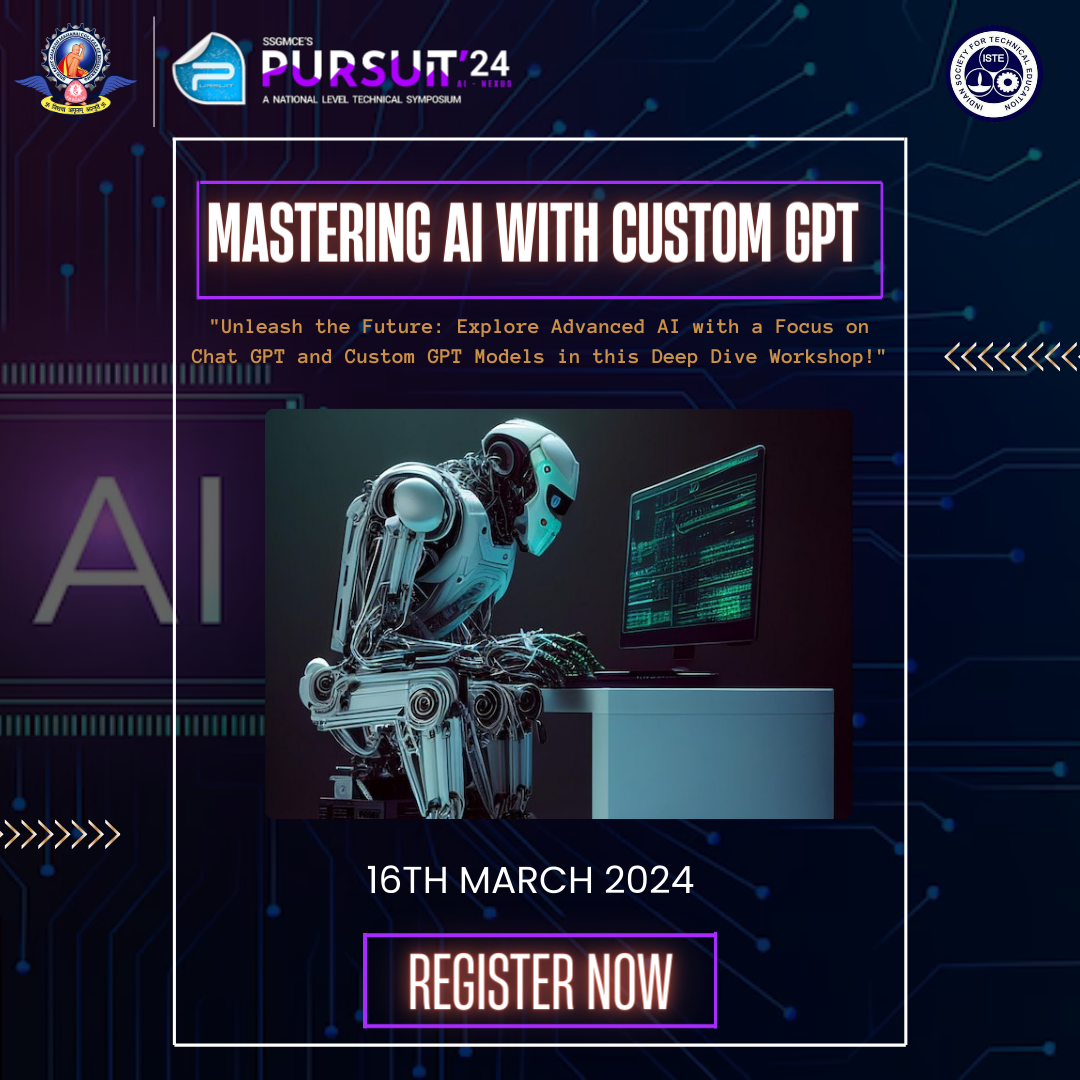 SSGMCE'S
PURSUIT'24
AI - NEXUS
A NATIONAL LEVEL TECHNICAL SYMPOSIUM
PURSUIT
INDIAN SOCIETY FOR TECHNICAL EDUCATION
ISTE
MASTERING AI WITH CUSTOM GPT
"Unleash the Future: Explore Advanced AI with a Focus on
Chat GPT and Custom GPT Models in this Deep Dive Workshop!"
AI
16TH MARCH 2024
REGISTER NOW